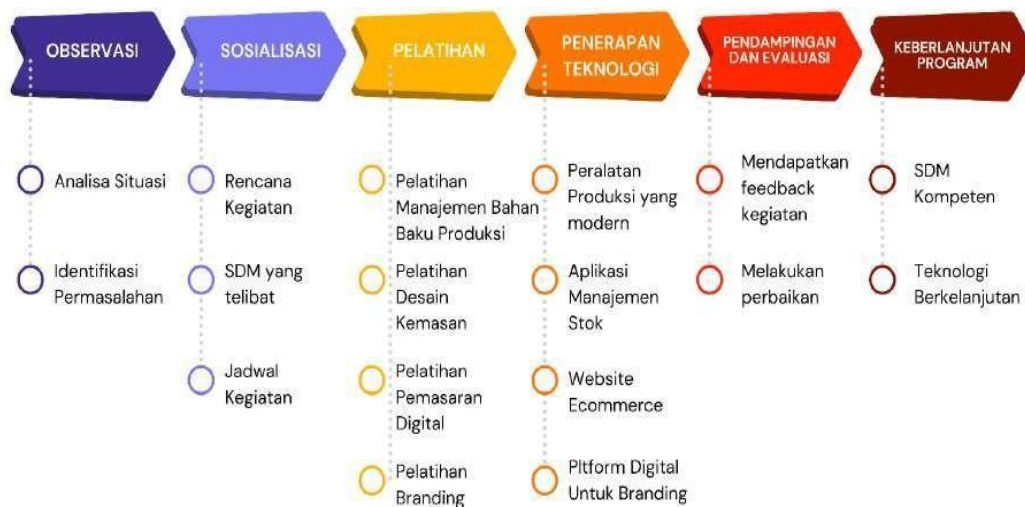 OBSERVASI
Analisa Situasi
Identifikasi
Permasalahan
SOSIALISASI
Rencana
Kegiatan
SDM yang
telibat
Jadwal
Kegiatan
PELATIHAN
Pelatihan
Manajemen Bahan
Baku Produksi
Pelatihan
Desain
Kemasan
Pelatihan
Pemasaran
Digital
Pelatihan
Branding
PENERAPAN
TEKNOLOGI
Peralatan
Produksi yang
modern
Aplikasi
Manajemen
Stok
Website
Ecommerce
Pltform Digital
Untuk Branding
PENDAMPINGAN
DAN EVALUASI
Mendapatkan
feedback
kegiatan
Melakukan
perbaikan
KEBERLANJUTAN
PROGRAM
SDM
Kompeten
Teknologi
Berkelanjutan